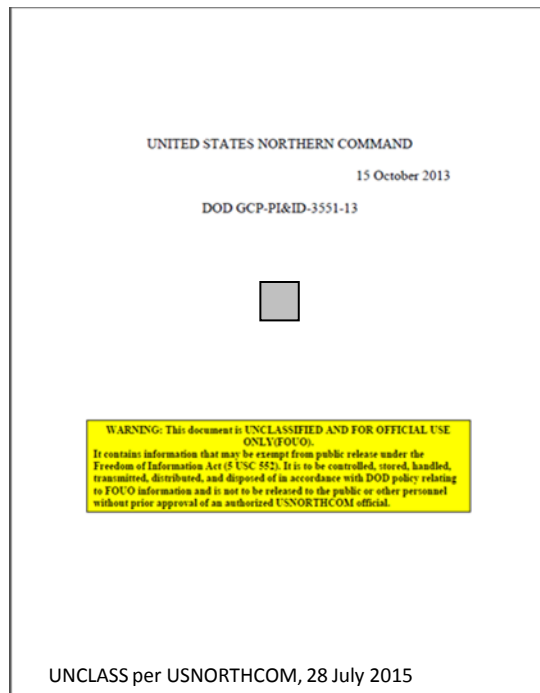 UNITED STATES NORTHERN COMMAND
15 October 2013
DOD GCP-PI&ID-3551-13
WARNING: This document is UNCLASSIFIED AND FOR OFFICIAL USE
ONLY(FOUO).
It contains information that may be exempt from public release under the
Freedom of Information Act (5 USC 552). It is to be controlled, stored, handled,
transmitted, distributed, and disposed of in accordance with DOD policy relating
to FOUO information and is not to be released to the public or other personnel
without prior approval of an authorized USNORTHCOM official.
UNCLASS per USNORTHCOM, 28 July 2015